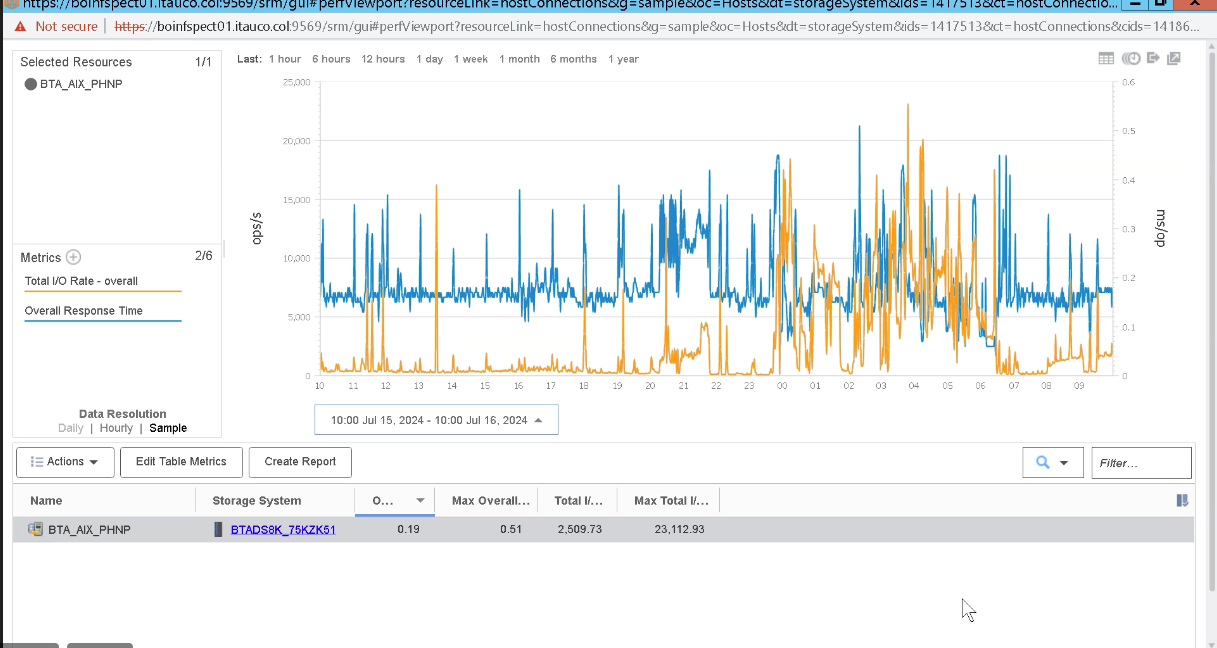 https://boinfspect01.itauco.col:9569/srm/gui#perfViewport?resourceLink=hostConnections&g=sample&oc=Hosts&dt=storageSystem&ids=1417513&ct=hostConnectio...
Not secure | https://boinfspect01.itauco.col:9569/srm/gui#perfViewport?resourceLink=hostConnections&g=sample&oc=Hosts&dt=storageSystem&ids=1417513&ct=hostConnections&cids=14186...
Selected Resources 1/1
BTA_AIX_PHNP
Metrics 2/6
Total I/O Rate - overall
Overall Response Time
Data Resolution
Daily | Hourly | Sample
Last: 1 hour 6 hours 12 hours 1 day 1 week 1 month 6 months 1 year
25,000
20,000
15,000
10,000
5,000
0
ops/s
0.6
0.5
0.4
0.3
0.2
0.1
0
ms/op
10 11 12 13 14 15 16 17 18 19 20 21 22 23 00 01 02 03 04 05 06 07 08 09
10:00 Jul 15, 2024 - 10:00 Jul 16, 2024
Actions Edit Table Metrics Create Report Filter...
Name Storage System O... Max Overall... Total I/... Max Total I/...
BTA_AIX_PHNP BTADS8K_75KZK51 0.19 0.51 2,509.73 23,112.93